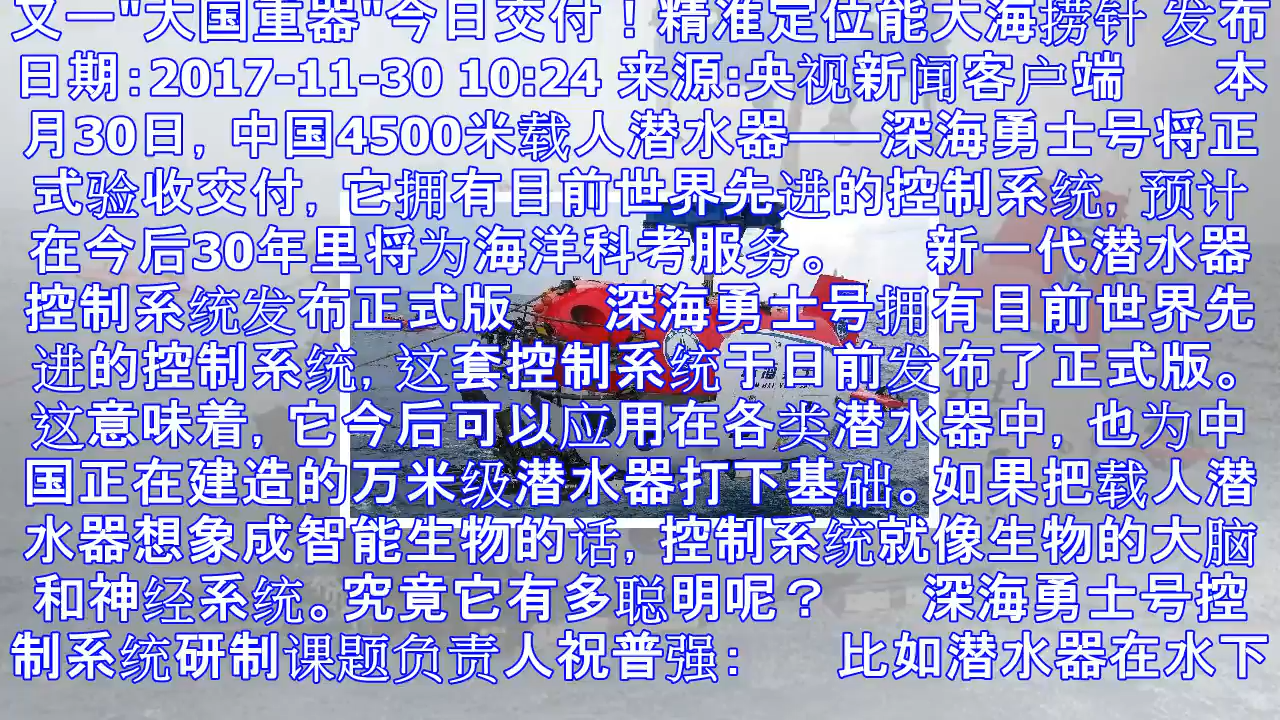 又一"大国重器"今日交付！精准定位能大海捞针 发布
日期:2017-11-30 10:24 来源:央视新闻客户端 本
月30日, 中国4500米载人潜水器——深海勇士号将正
式验收交付, 它拥有目前世界先进的控制系统, 预计
在今后30年里将为海洋科考服务。 新一代潜水器
控制系统发布正式版 深海勇士号拥有目前世界先
进的控制系统, 这套控制系统于日前发布了正式版。
这意味着, 它今后可以应用在各类潜水器中, 也为中
国正在建造的万米级潜水器打下基础。如果把载人潜
水器想象成智能生物的话, 控制系统就像生物的大脑
和神经系统。究竟它有多聪明呢？ 深海勇士号控
制系统研制课题负责人祝普强: 比如潜水器在水下